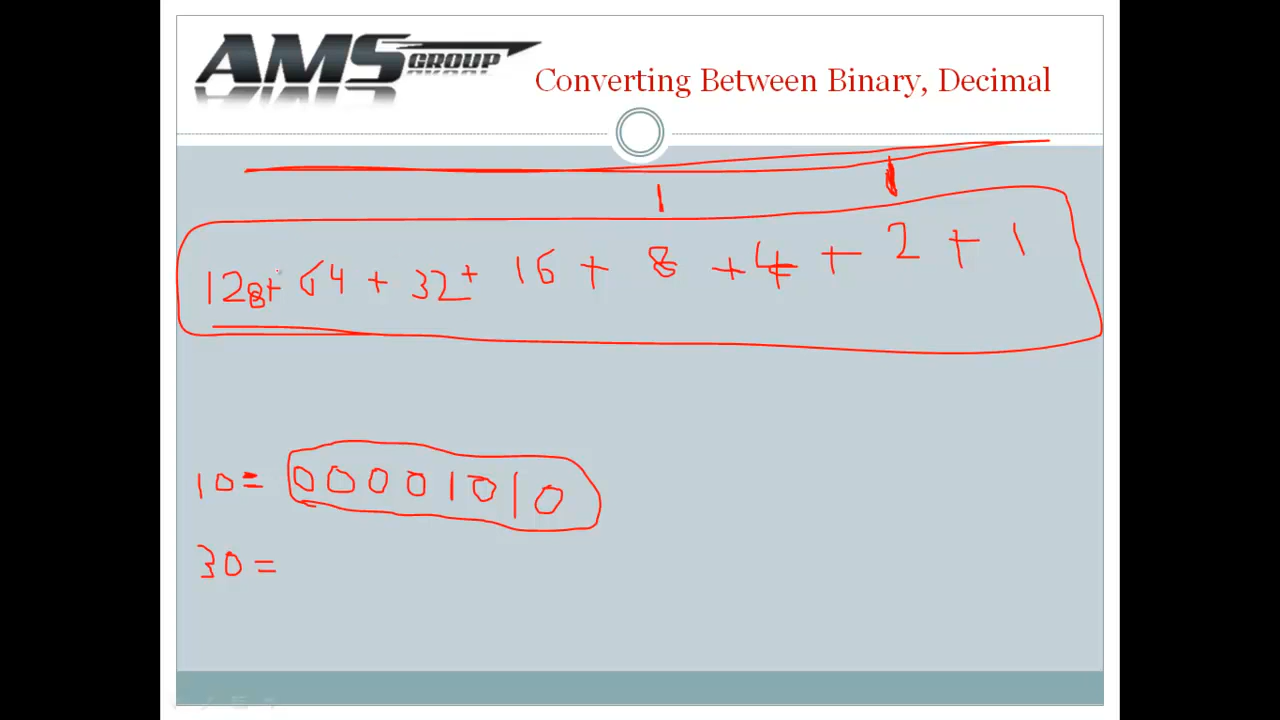 AMS GROUP
Converting Between Binary, Decimal
1 1
128+ 64 + 32+ 16 + 8 + 4 + 2 + 1
10= 00001010
30=